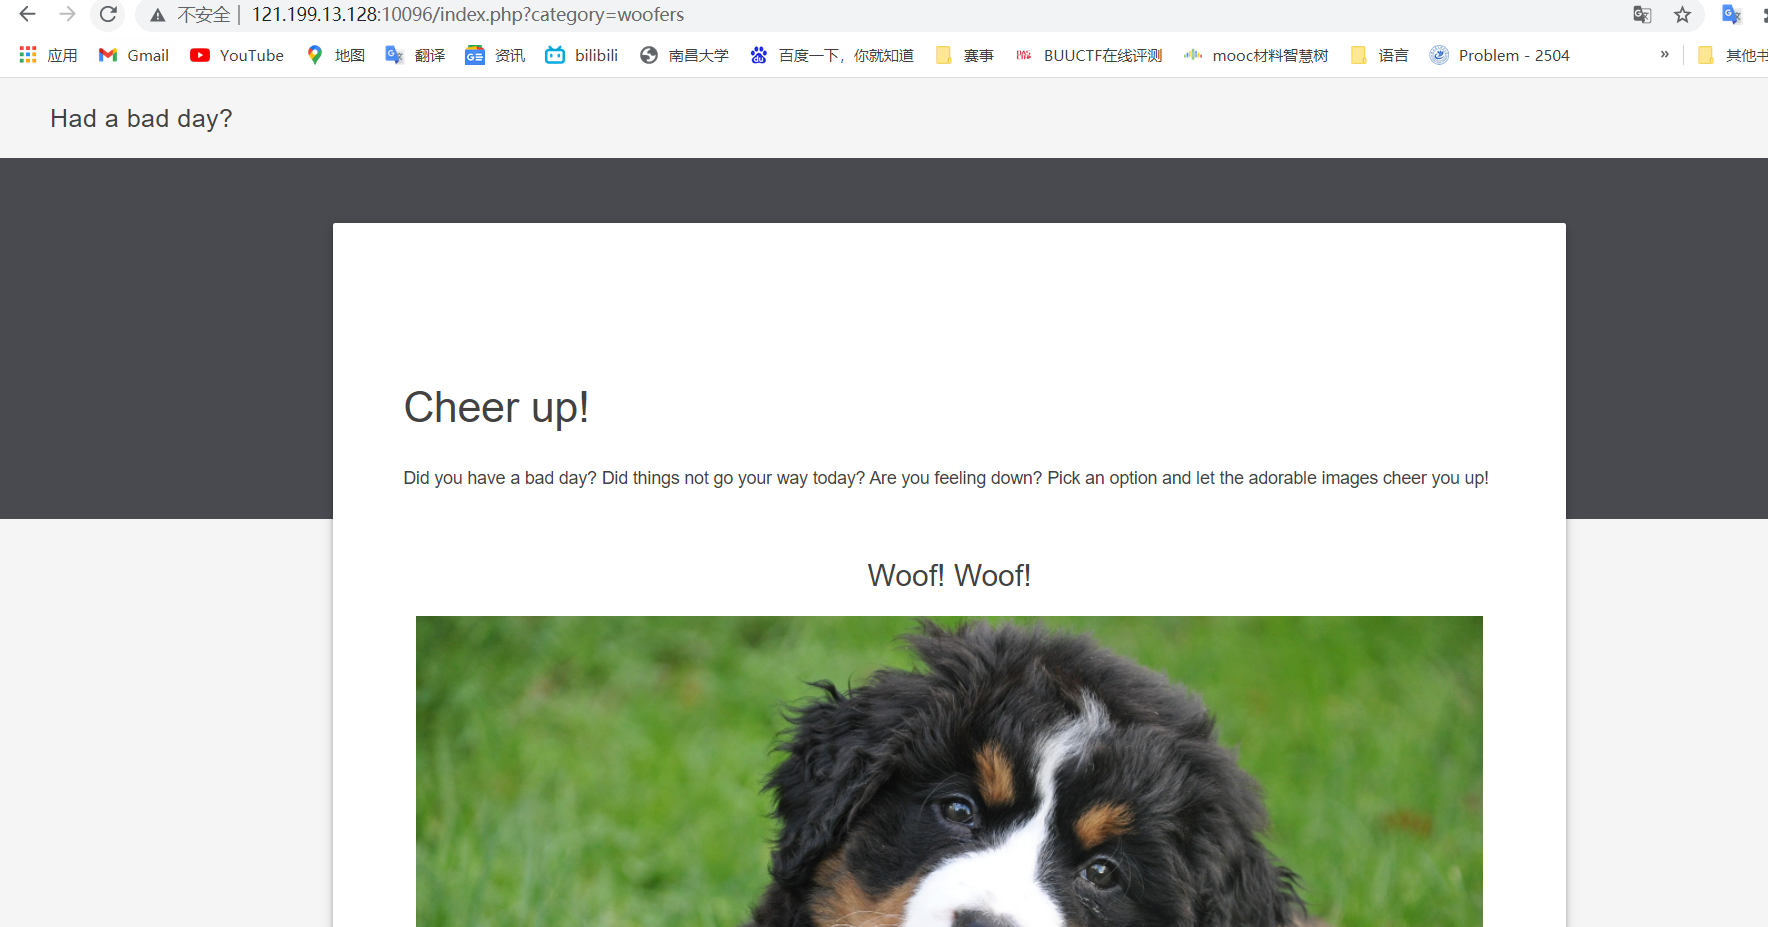 不安全 121.199.13.128:10096/index.php?category=woofers
应用 Gmail YouTube 地图 翻译 资讯 bilibili 南昌大学 百度一下，你就知道 赛事 BUUCTF在线评测 mooc材料智慧树 语言 Problem - 2504 » 其他书
Had a bad day?
Cheer up!
Did you have a bad day? Did things not go your way today? Are you feeling down? Pick an option and let the adorable images cheer you up!
Woof! Woof!